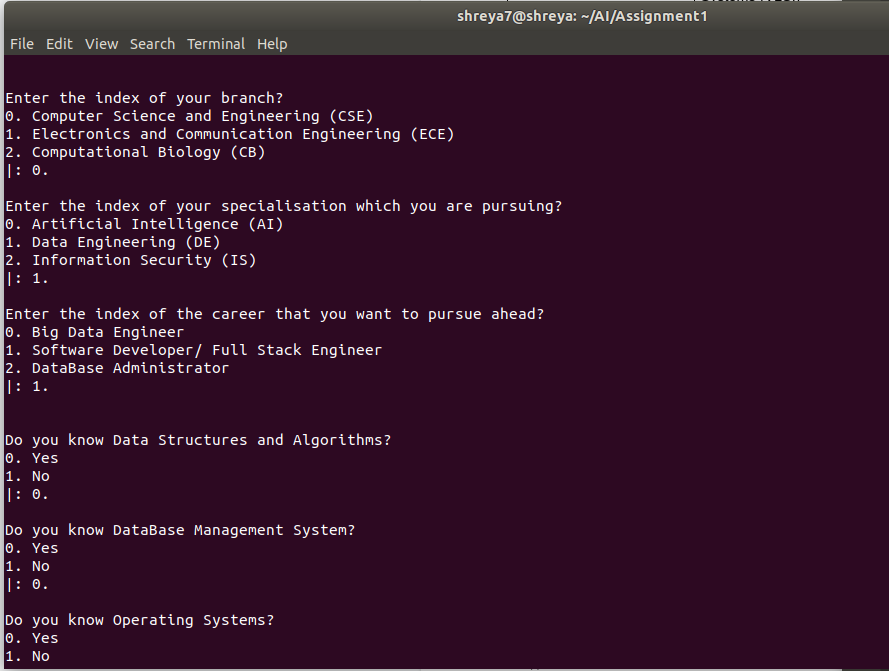 shreya7@shreya: ~/AI/Assignment1
File Edit View Search Terminal Help
Enter the index of your branch?
0. Computer Science and Engineering (CSE)
1. Electronics and Communication Engineering (ECE)
2. Computational Biology (CB)
|: 0.
Enter the index of your specialisation which you are pursuing?
0. Artificial Intelligence (AI)
1. Data Engineering (DE)
2. Information Security (IS)
|: 1.
Enter the index of the career that you want to pursue ahead?
0. Big Data Engineer
1. Software Developer/ Full Stack Engineer
2. DataBase Administrator
|: 1.
Do you know Data Structures and Algorithms?
0. Yes
1. No
|: 0.
Do you know DataBase Management System?
0. Yes
1. No
|: 0.
Do you know Operating Systems?
0. Yes
1. No